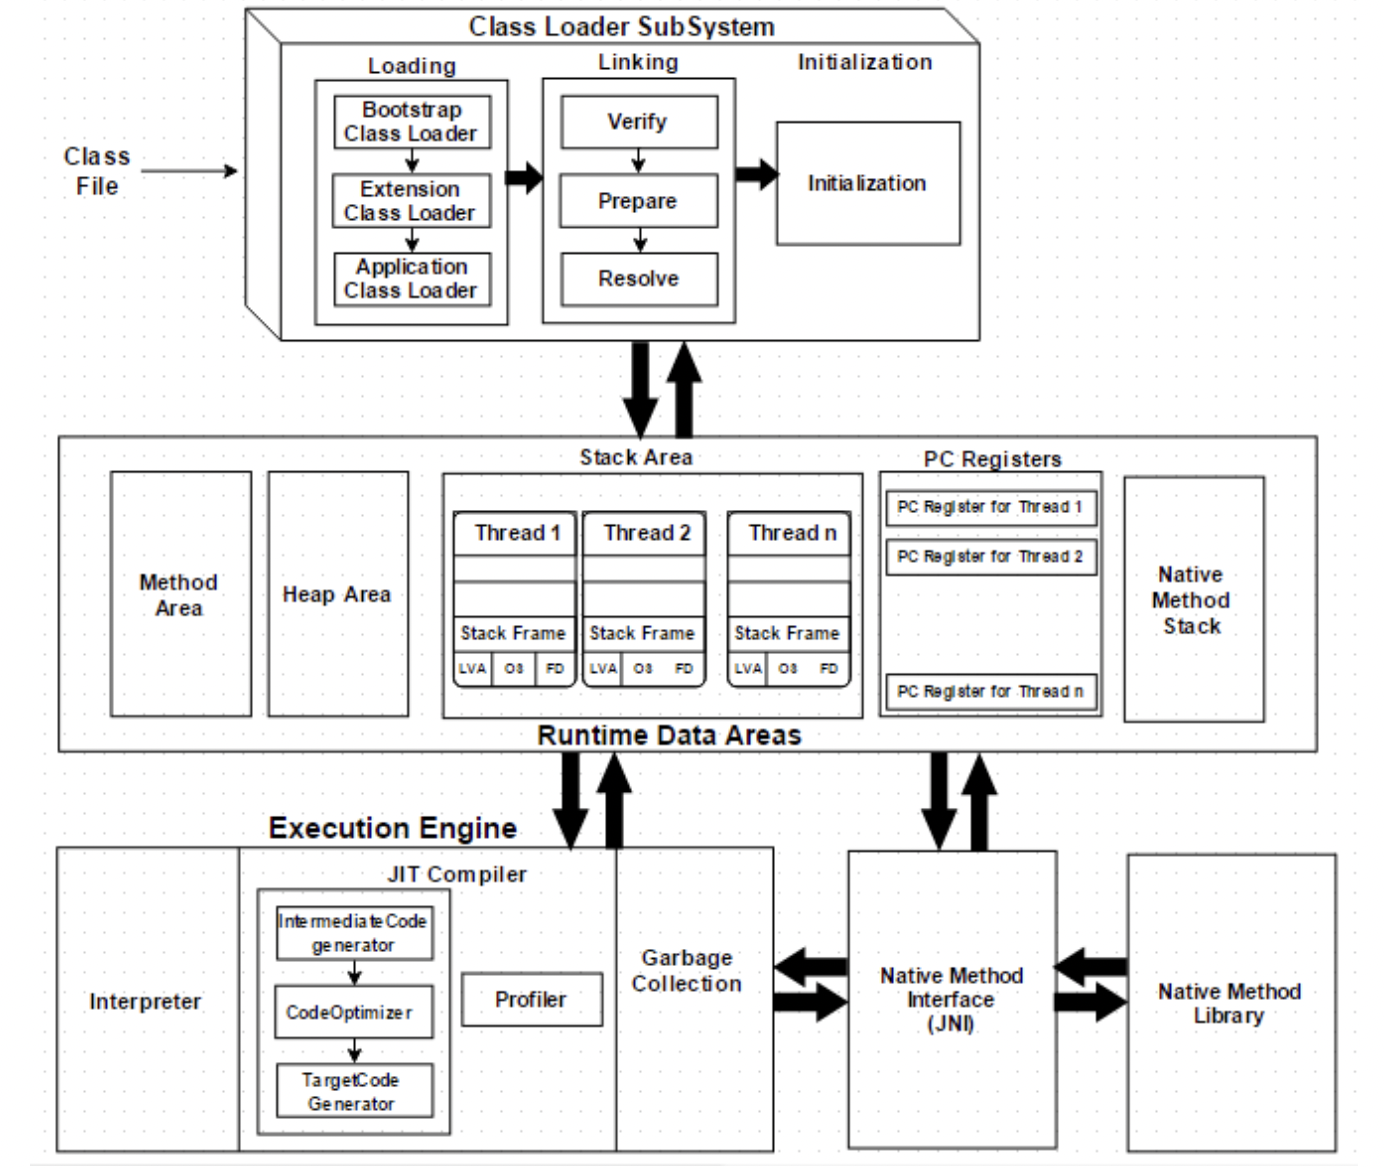 Class Loader SubSystem
Loading
Linking
Initialization
Class
File
Bootstrap
Class Loader
Extension
Class Loader
Application
Class Loader
Verify
Prepare
Resolve
Initialization
Stack Area
PC Registers
Method
Area
Heap Area
Thread 1
Thread 2
Thread n
Stack Frame
Stack Frame
Stack Frame
LVA OS FD
LVA OS FD
LVA OS FD
PC Register for Thread 1
PC Register for Thread 2
PC Register for Thread n
Native
Method
Stack
Runtime Data Areas
Execution Engine
Interpreter
JIT Compiler
IntermediateCode
generator
CodeOptimizer
TargetCode
Generator
Profiler
Garbage
Collection
Native Method
Interface
(JNI)
Native Method
Library